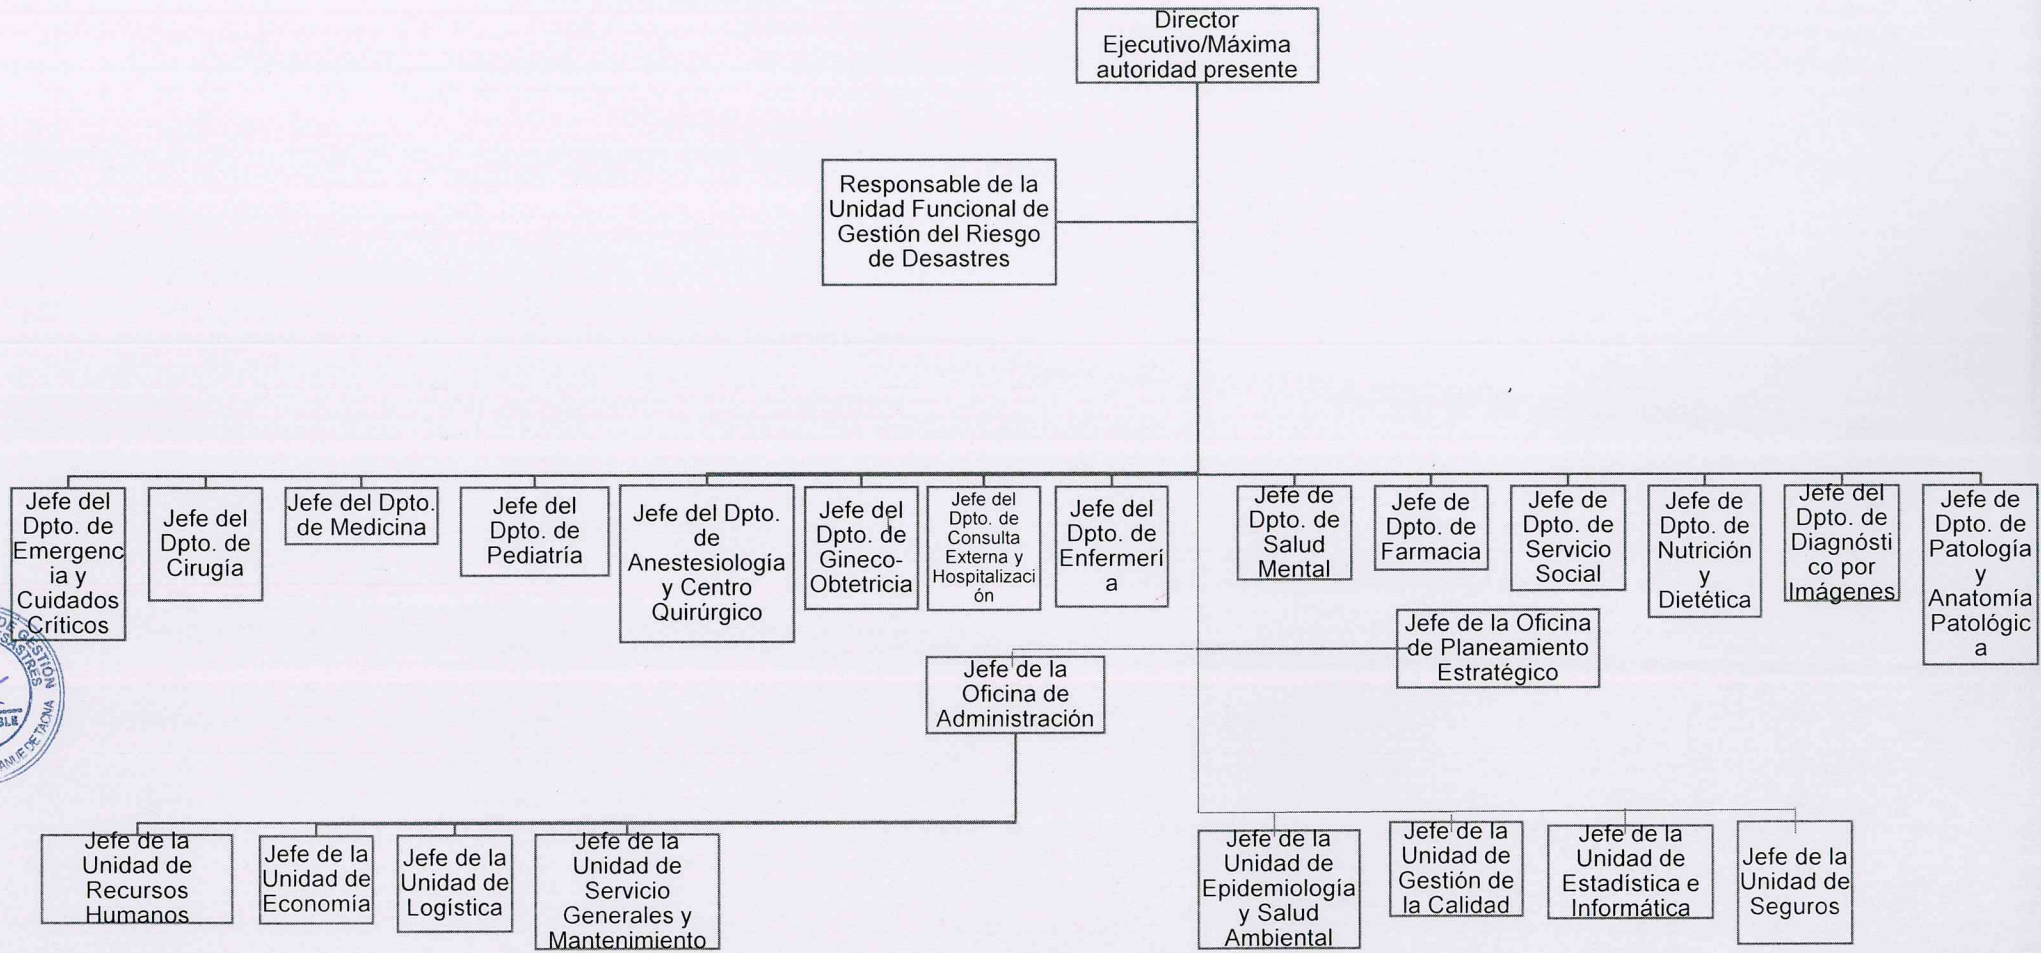 Director
Ejecutivo/Máxima
autoridad presente
Responsable de la
Unidad Funcional de
Gestión del Riesgo
de Desastres
Jefe del
Dpto. de
Emergenc
ia y
Cuidados
Críticos
Jefe del
Dpto. de
Cirugía
Jefe del Dpto.
de Medicina
Jefe del
Dpto. de
Pediatría
Jefe del Dpto.
de
Anestesiología
y Centro
Quirúrgico
Jefe del
Dpto. de
Gineco-
Obtetricia
Jefe del
Dpto. de
Consulta
Externa y
Hospitalizaci
ón
Jefe del
Dpto. de
Enfermerí
a
Jefe de
Dpto. de
Salud
Mental
Jefe de
Dpto. de
Farmacia
Jefe de
Dpto. de
Servicio
Social
Jefe de
Dpto. de
Nutrición
y
Dietética
Jefe del
Dpto. de
Diagnósti
co por
Imágenes
Jefe de
Dpto. de
Patología
y
Anatomía
Patológic
a
Jefe de la Oficina
de Planeamiento
Estratégico
Jefe de la
Oficina de
Administración
DE GESTIÓN
DE TACNA
Jefe de la
Unidad de
Recursos
Humanos
Jefe de la
Unidad de
Economía
Jefe de la
Unidad de
Logística
Jefe de la
Unidad de
Servicio
Generales y
Mantenimiento
Jefe de la
Unidad de
Epidemiología
y Salud
Ambiental
Jefe de la
Unidad de
Gestión de
la Calidad
Jefe de la
Unidad de
Estadística e
Informática
Jefe de la
Unidad de
Seguros